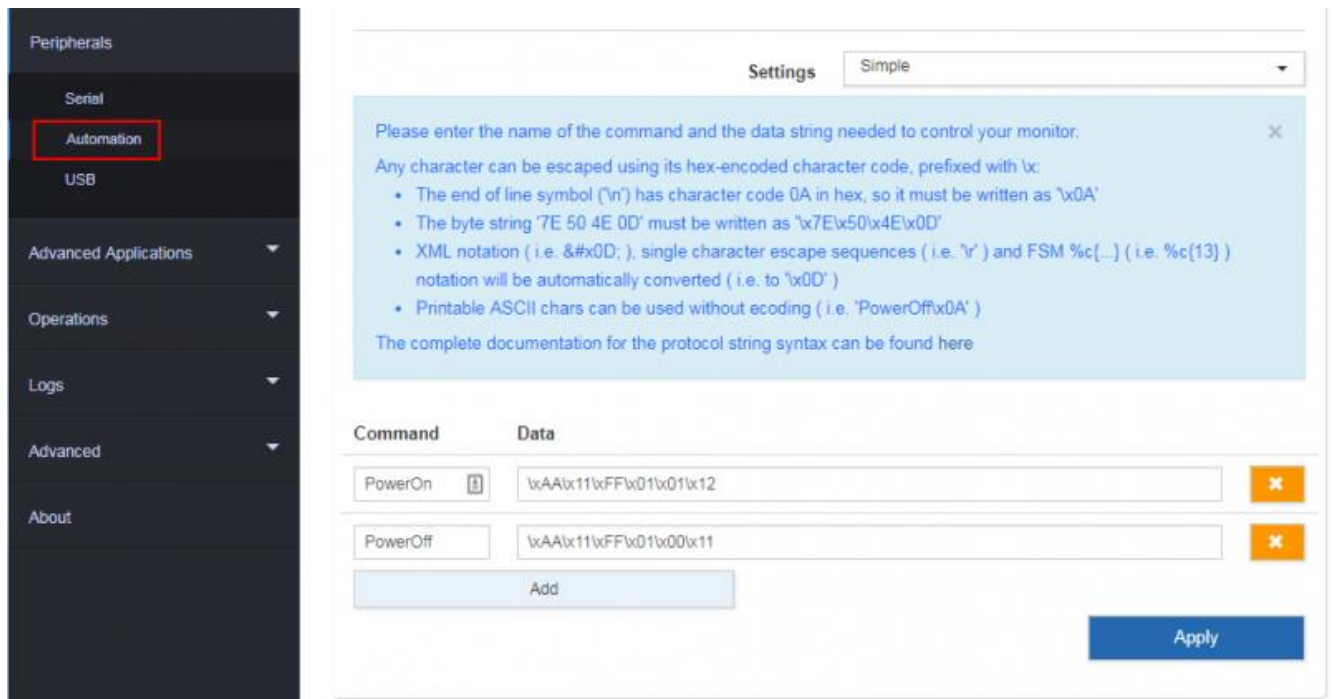 Peripherals
Serial
Automation
USB
Advanced Applications
Operations
Logs
Advanced
About
Settings
Simple
Please enter the name of the command and the data string needed to control your monitor.
Any character can be escaped using its hex-encoded character code, prefixed with \x:
• The end of line symbol ('\n') has character code 0A in hex, so it must be written as '\x0A'
• The byte string '7E 50 4E 0D' must be written as '\x7E\x50\x4E\x0D'
• XML notation ( i.e. &#x0D; ), single character escape sequences ( i.e. '\r' ) and FSM %c{...} ( i.e. %c{13} )
notation will be automatically converted ( i.e. to '\x0D' )
• Printable ASCII chars can be used without ecoding ( i.e. 'PowerOff\x0A' )
The complete documentation for the protocol string syntax can be found here
Command Data
PowerOn \xAA\x11\xFF\x01\x01\x12
PowerOff \xAA\x11\xFF\x01\x00\x11
Add
Apply